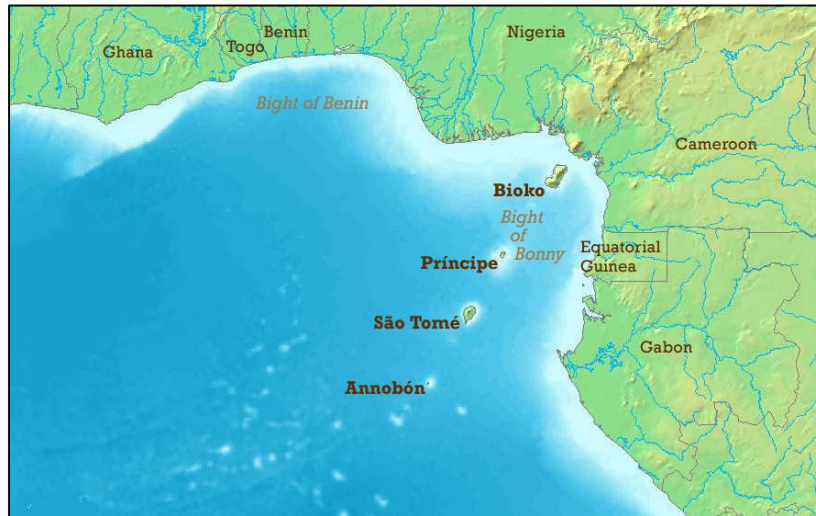 Benin
Nigeria
Togo
Ghana
Bight of Benin
Cameroon
Bioko
Bight
of
Bonny
Equatorial
Guinea
Príncipe
São Tomé
Gabon
Annobón